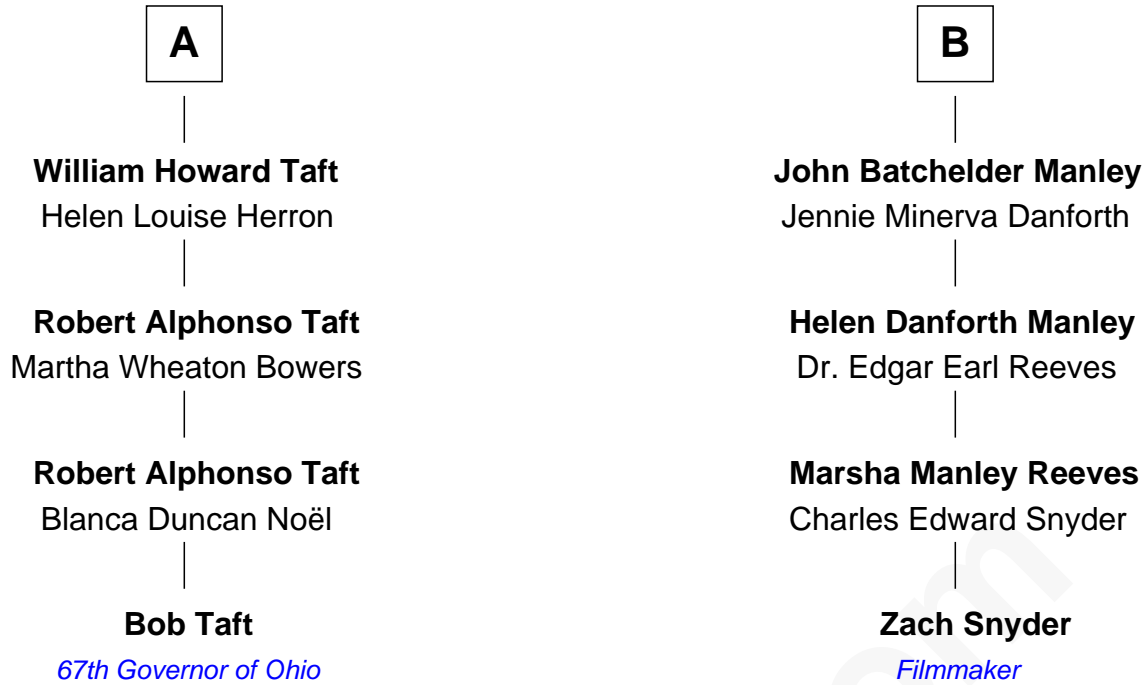 A
William Howard Taft
Helen Louise Herron
Robert Alphonso Taft
Martha Wheaton Bowers
Robert Alphonso Taft
Blanca Duncan Noël
Bob Taft
67th Governor of Ohio
B
John Batchelder Manley
Jennie Minerva Danforth
Helen Danforth Manley
Dr. Edgar Earl Reeves
Marsha Manley Reeves
Charles Edward Snyder
Zach Snyder
Filmmaker